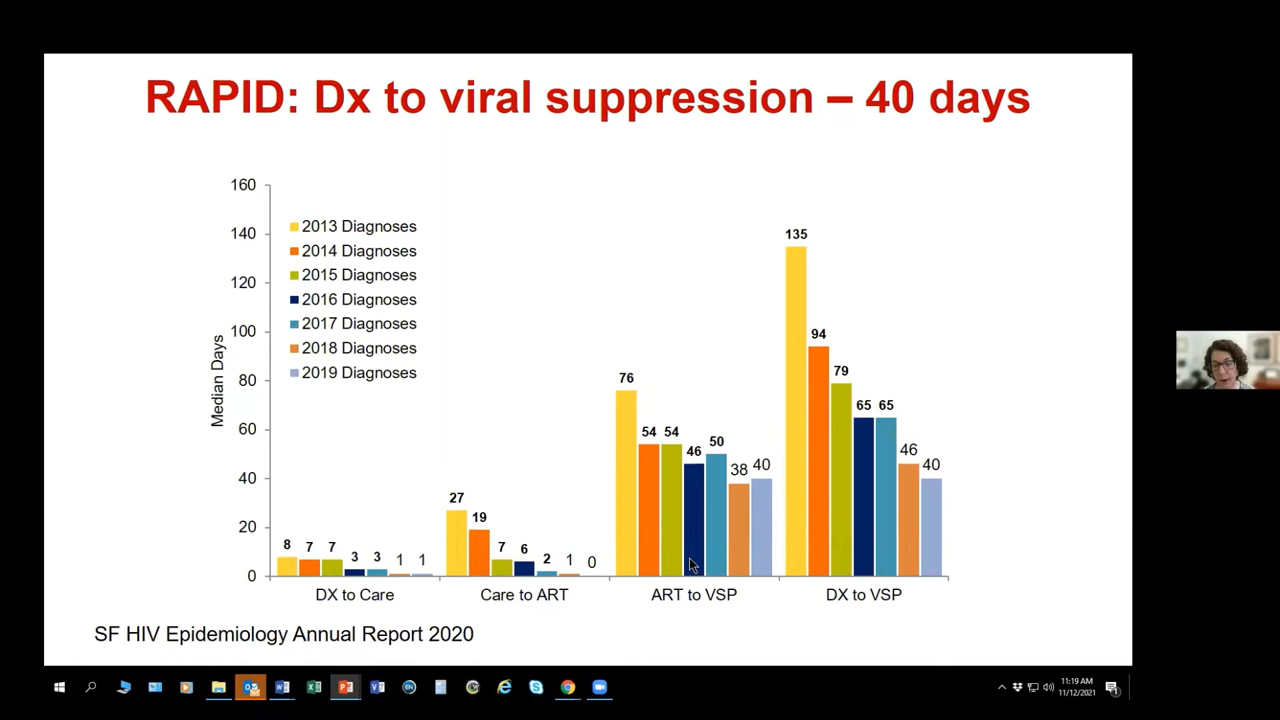 RAPID: Dx to viral suppression – 40 days
160
140
120
100
80
60
40
20
0
Median Days
2013 Diagnoses
2014 Diagnoses
2015 Diagnoses
2016 Diagnoses
2017 Diagnoses
2018 Diagnoses
2019 Diagnoses
8 7 7 3 3 1 1
27 19 7 6 2 1 0
76 54 54 46 50 38 40
135 94 79 65 65 46 40
DX to Care Care to ART ART to VSP DX to VSP
SF HIV Epidemiology Annual Report 2020
11:19 AM
11/12/2021